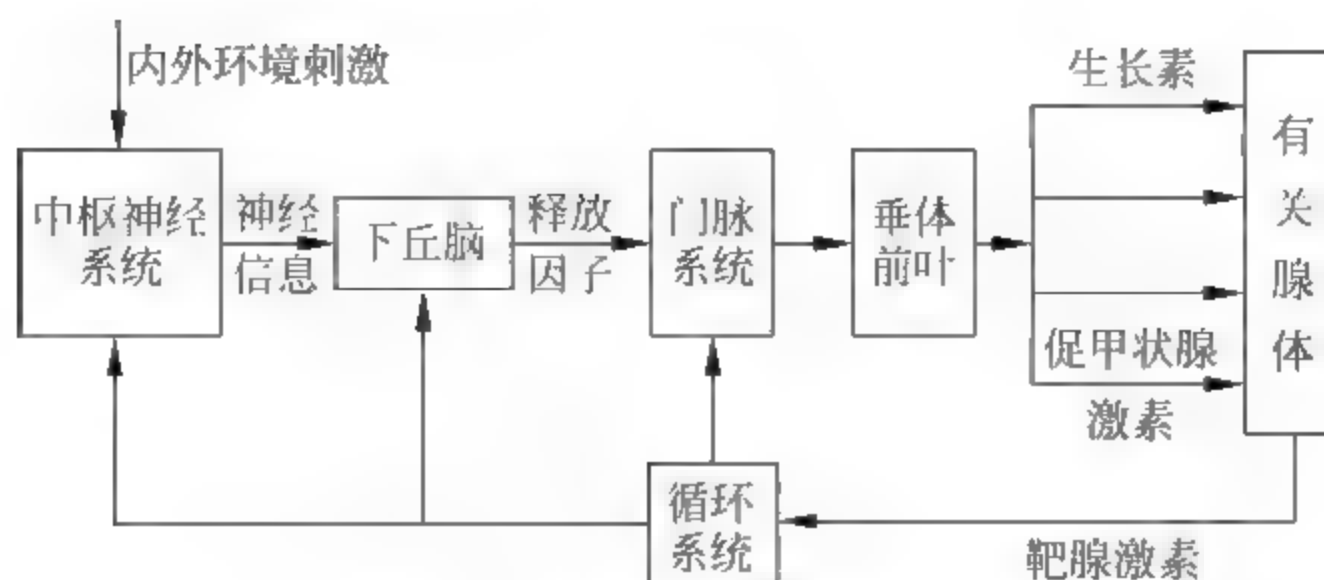 内外环境刺激
中枢神经
系统
神经
信息
下丘脑
释放
因子
门脉
系统
垂体
前叶
生长素
促甲状腺
激素
有
关
腺
体
循环
系统
靶腺激素